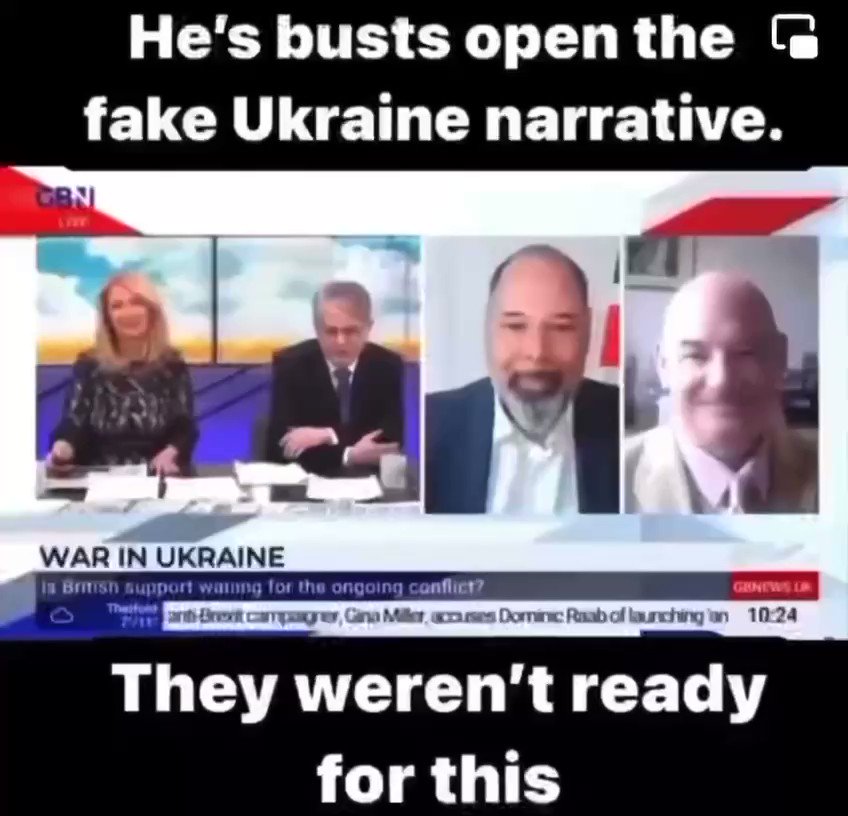 He's busts open the
fake Ukraine narrative.
GBN
LIVE
WAR IN UKRAINE
Is British support waning for the ongoing conflict?
GBNEWS.UK
Thetford
anti-Brexit campaigner, Gina Miller, accuses Dominic Raab of launching 'an
10:24
They weren't ready
for this